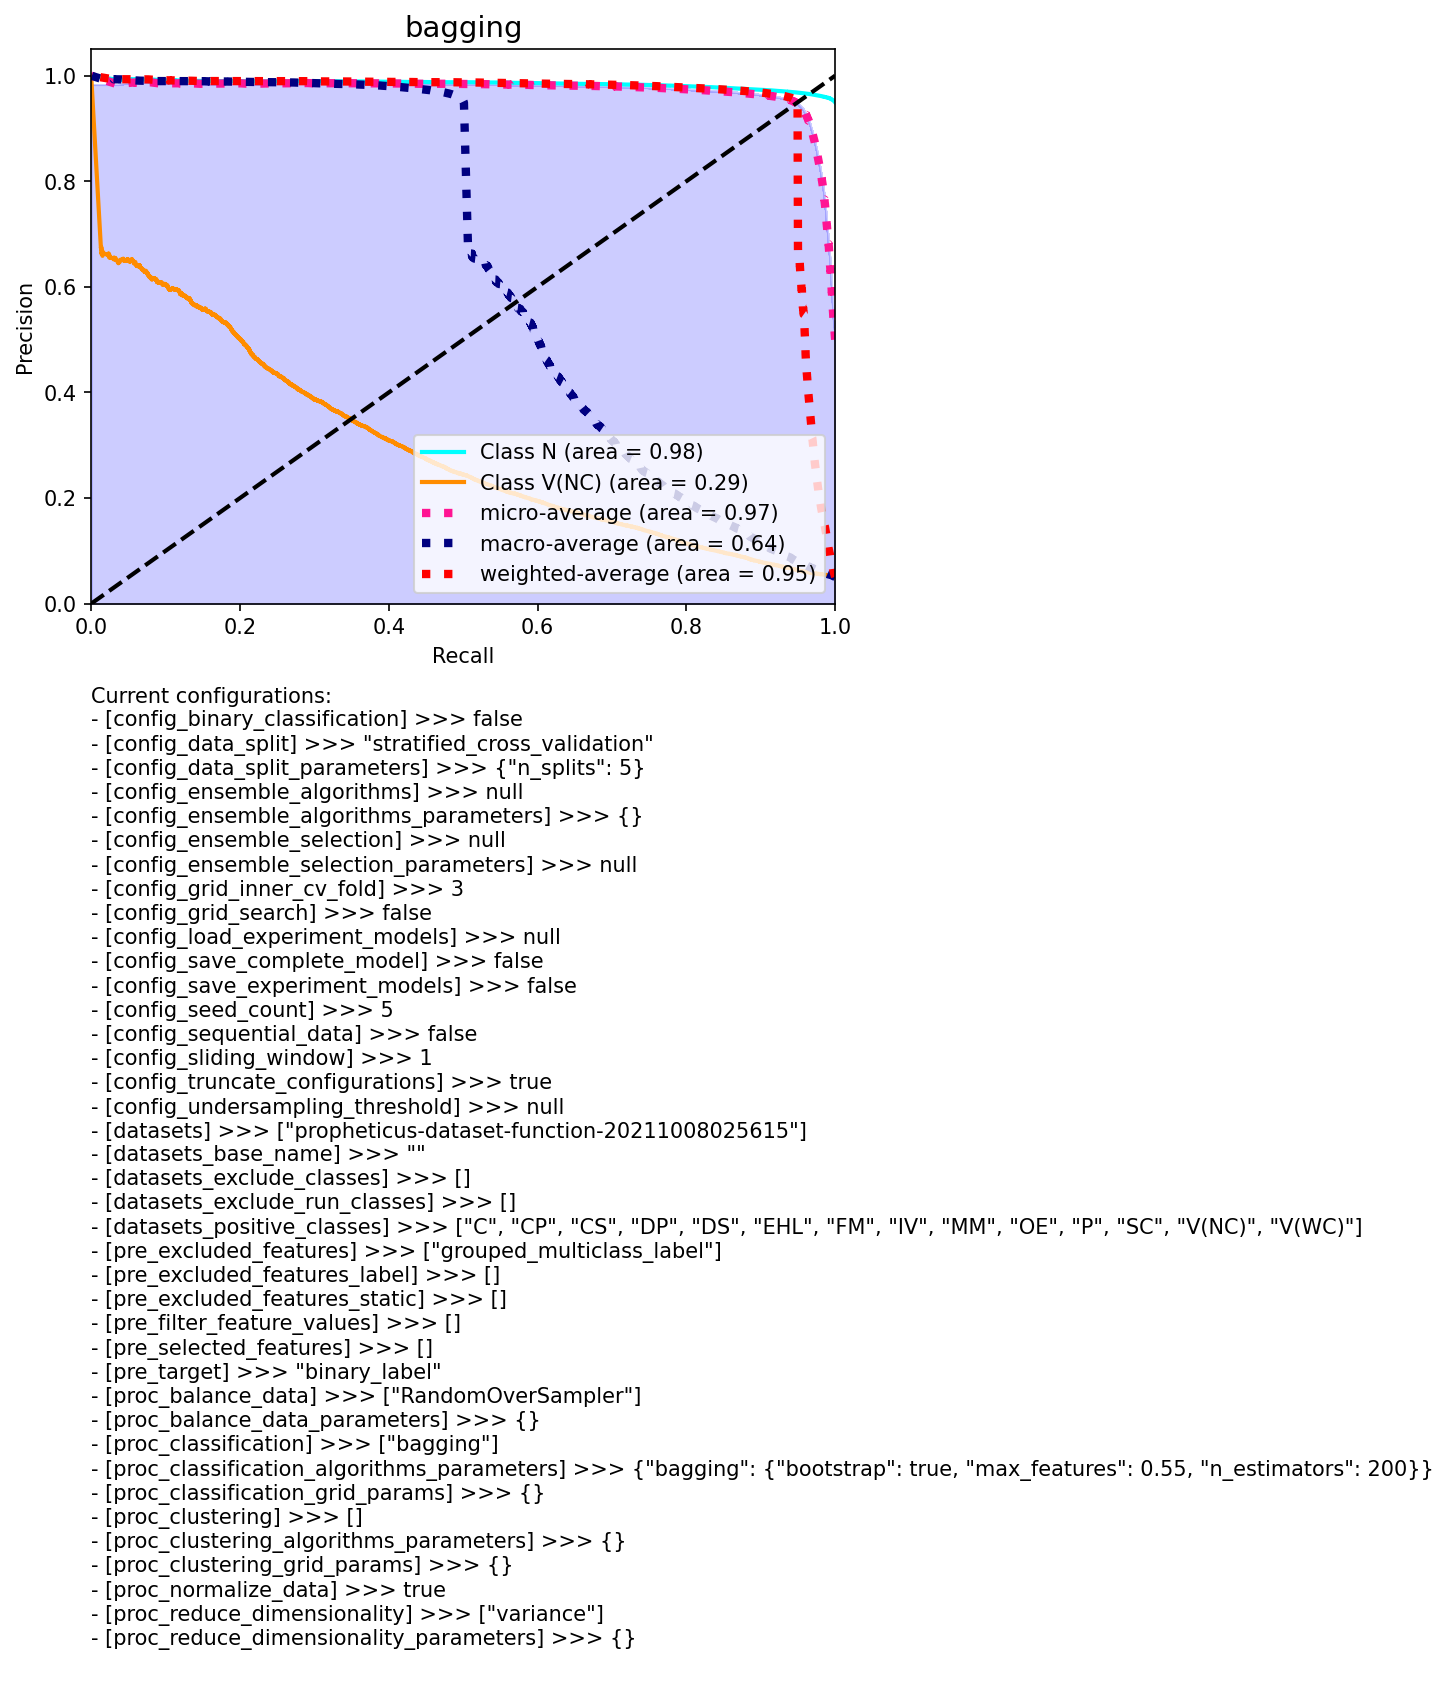 bagging
1.0
0.8
0.6
0.4
0.2
0.0
Precision
0.0 0.2 0.4 0.6 0.8 1.0
Recall
Class N (area = 0.98)
Class V(NC) (area = 0.29)
micro-average (area = 0.97)
macro-average (area = 0.64)
weighted-average (area = 0.95)
Current configurations:
- [config_binary_classification] >>> false
- [config_data_split] >>> "stratified_cross_validation"
- [config_data_split_parameters] >>> {"n_splits": 5}
- [config_ensemble_algorithms] >>> null
- [config_ensemble_algorithms_parameters] >>> {}
- [config_ensemble_selection] >>> null
- [config_ensemble_selection_parameters] >>> null
- [config_grid_inner_cv_fold] >>> 3
- [config_grid_search] >>> false
- [config_load_experiment_models] >>> null
- [config_save_complete_model] >>> false
- [config_save_experiment_models] >>> false
- [config_seed_count] >>> 5
- [config_sequential_data] >>> false
- [config_sliding_window] >>> 1
- [config_truncate_configurations] >>> true
- [config_undersampling_threshold] >>> null
- [datasets] >>> ["propheticus-dataset-function-20211008025615"]
- [datasets_base_name] >>> ""
- [datasets_exclude_classes] >>> []
- [datasets_exclude_run_classes] >>> []
- [datasets_positive_classes] >>> ["C", "CP", "CS", "DP", "DS", "EHL", "FM", "IV", "MM", "OE", "P", "SC", "V(NC)", "V(WC)"]
- [pre_excluded_features] >>> ["grouped_multiclass_label"]
- [pre_excluded_features_label] >>> []
- [pre_excluded_features_static] >>> []
- [pre_filter_feature_values] >>> []
- [pre_selected_features] >>> []
- [pre_target] >>> "binary_label"
- [proc_balance_data] >>> ["RandomOverSampler"]
- [proc_balance_data_parameters] >>> {}
- [proc_classification] >>> ["bagging"]
- [proc_classification_algorithms_parameters] >>> {"bagging": {"bootstrap": true, "max_features": 0.55, "n_estimators": 200}}
- [proc_classification_grid_params] >>> {}
- [proc_clustering] >>> []
- [proc_clustering_algorithms_parameters] >>> {}
- [proc_clustering_grid_params] >>> {}
- [proc_normalize_data] >>> true
- [proc_reduce_dimensionality] >>> ["variance"]
- [proc_reduce_dimensionality_parameters] >>> {}